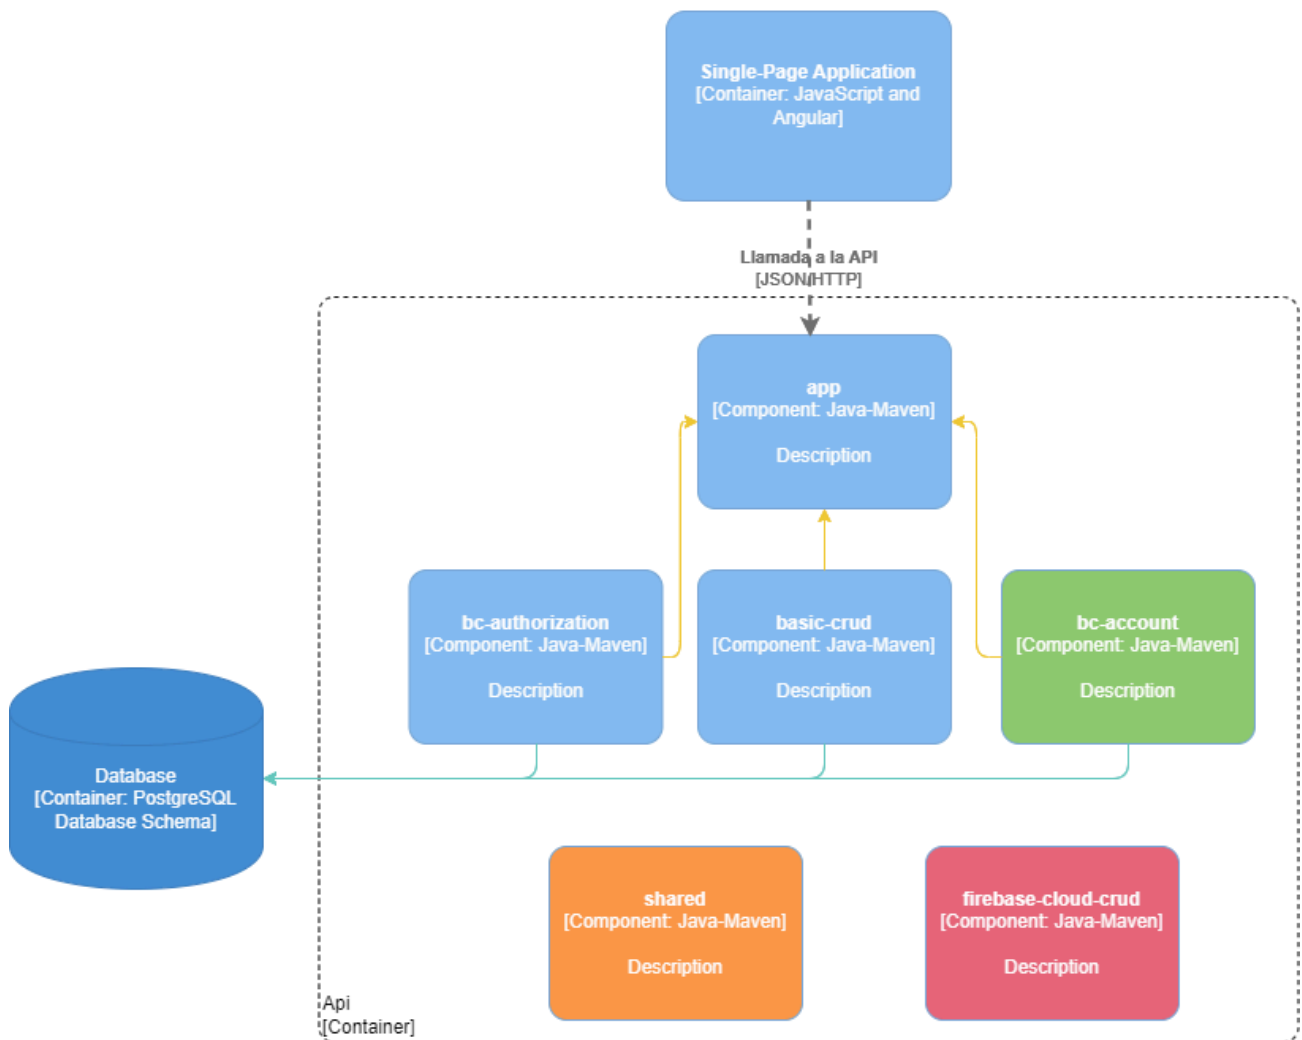 Single-Page Application
[Container: JavaScript and
Angular]
Llamada a la API
[JSON/HTTP]
app
[Component: Java-Maven]
Description
bc-authorization
[Component: Java-Maven]
Description
basic-crud
[Component: Java-Maven]
Description
bc-account
[Component: Java-Maven]
Description
Database
[Container: PostgreSQL
Database Schema]
shared
[Component: Java-Maven]
Description
firebase-cloud-crud
[Component: Java-Maven]
Description
Api
[Container]